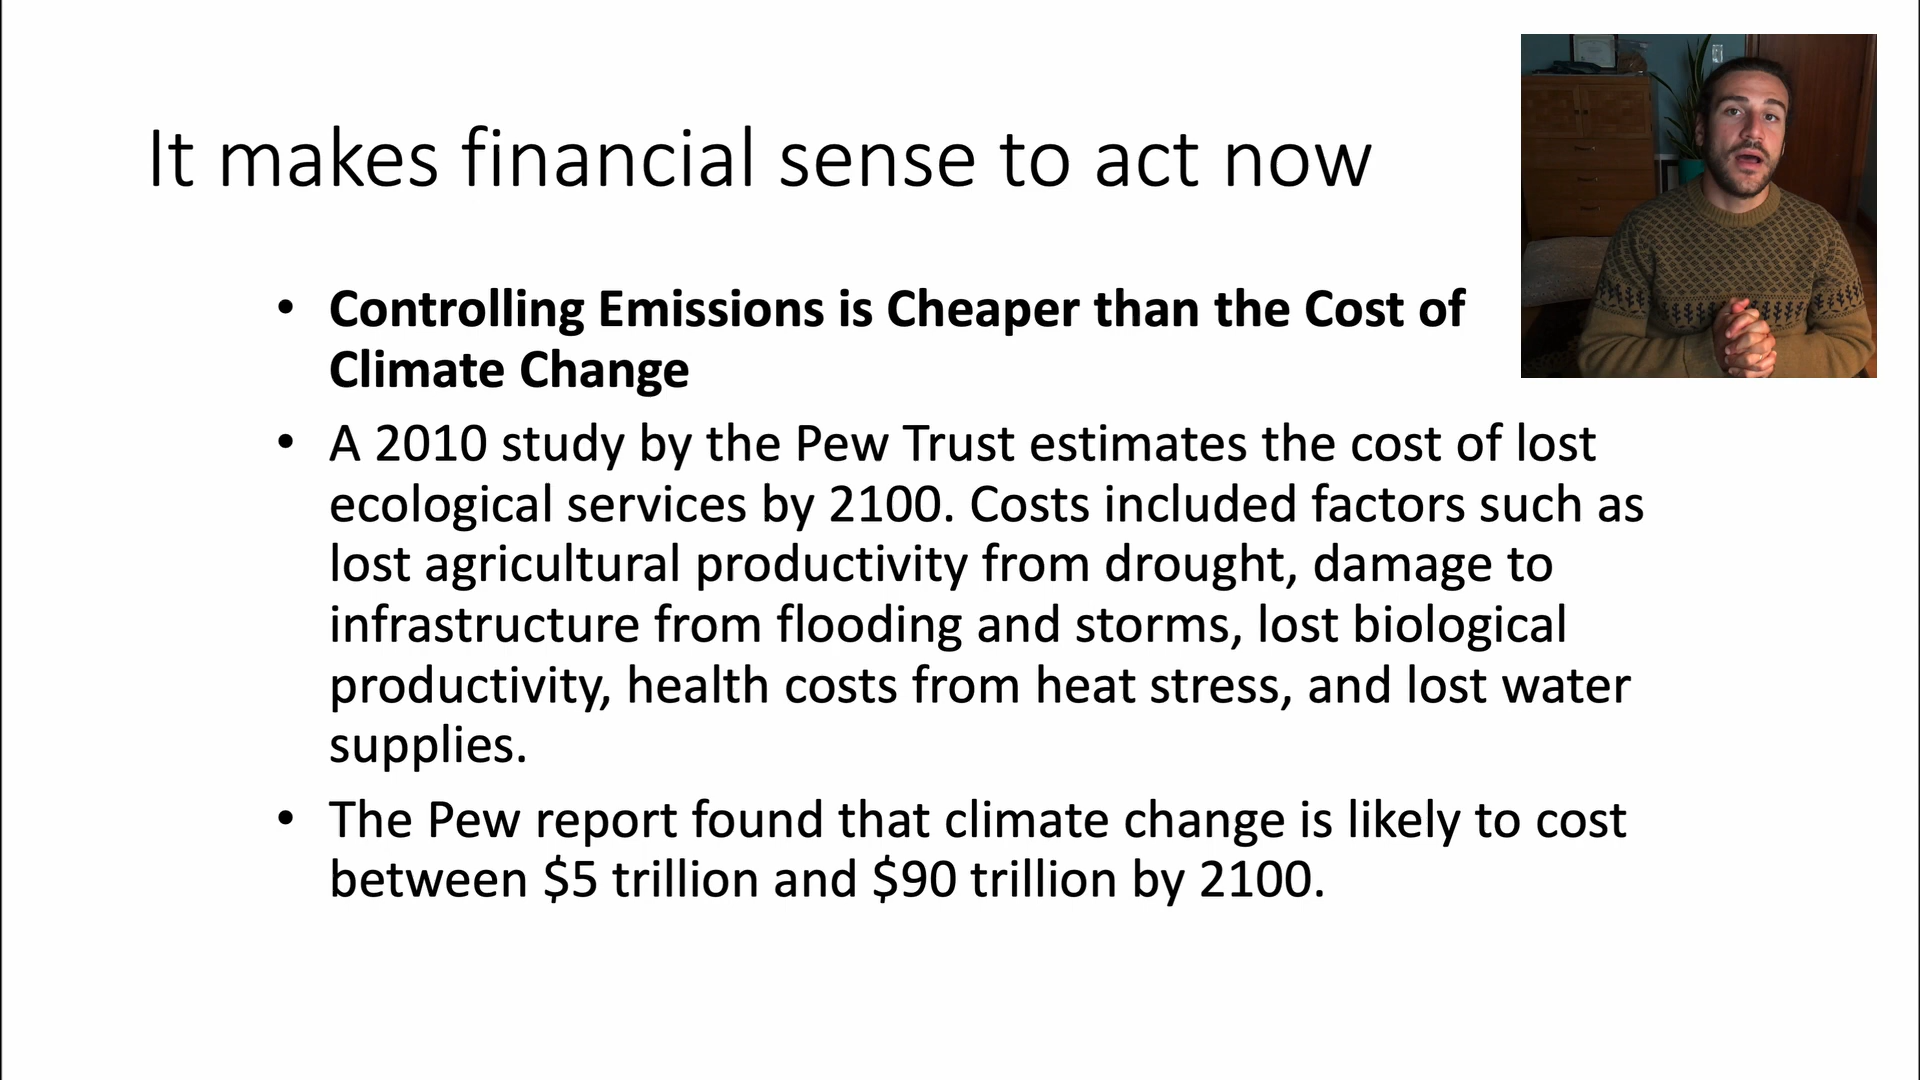 It makes financial sense to act now
• Controlling Emissions is Cheaper than the Cost of
Climate Change
• A 2010 study by the Pew Trust estimates the cost of lost
ecological services by 2100. Costs included factors such as
lost agricultural productivity from drought, damage to
infrastructure from flooding and storms, lost biological
productivity, health costs from heat stress, and lost water
supplies.
• The Pew report found that climate change is likely to cost
between $5 trillion and $90 trillion by 2100.